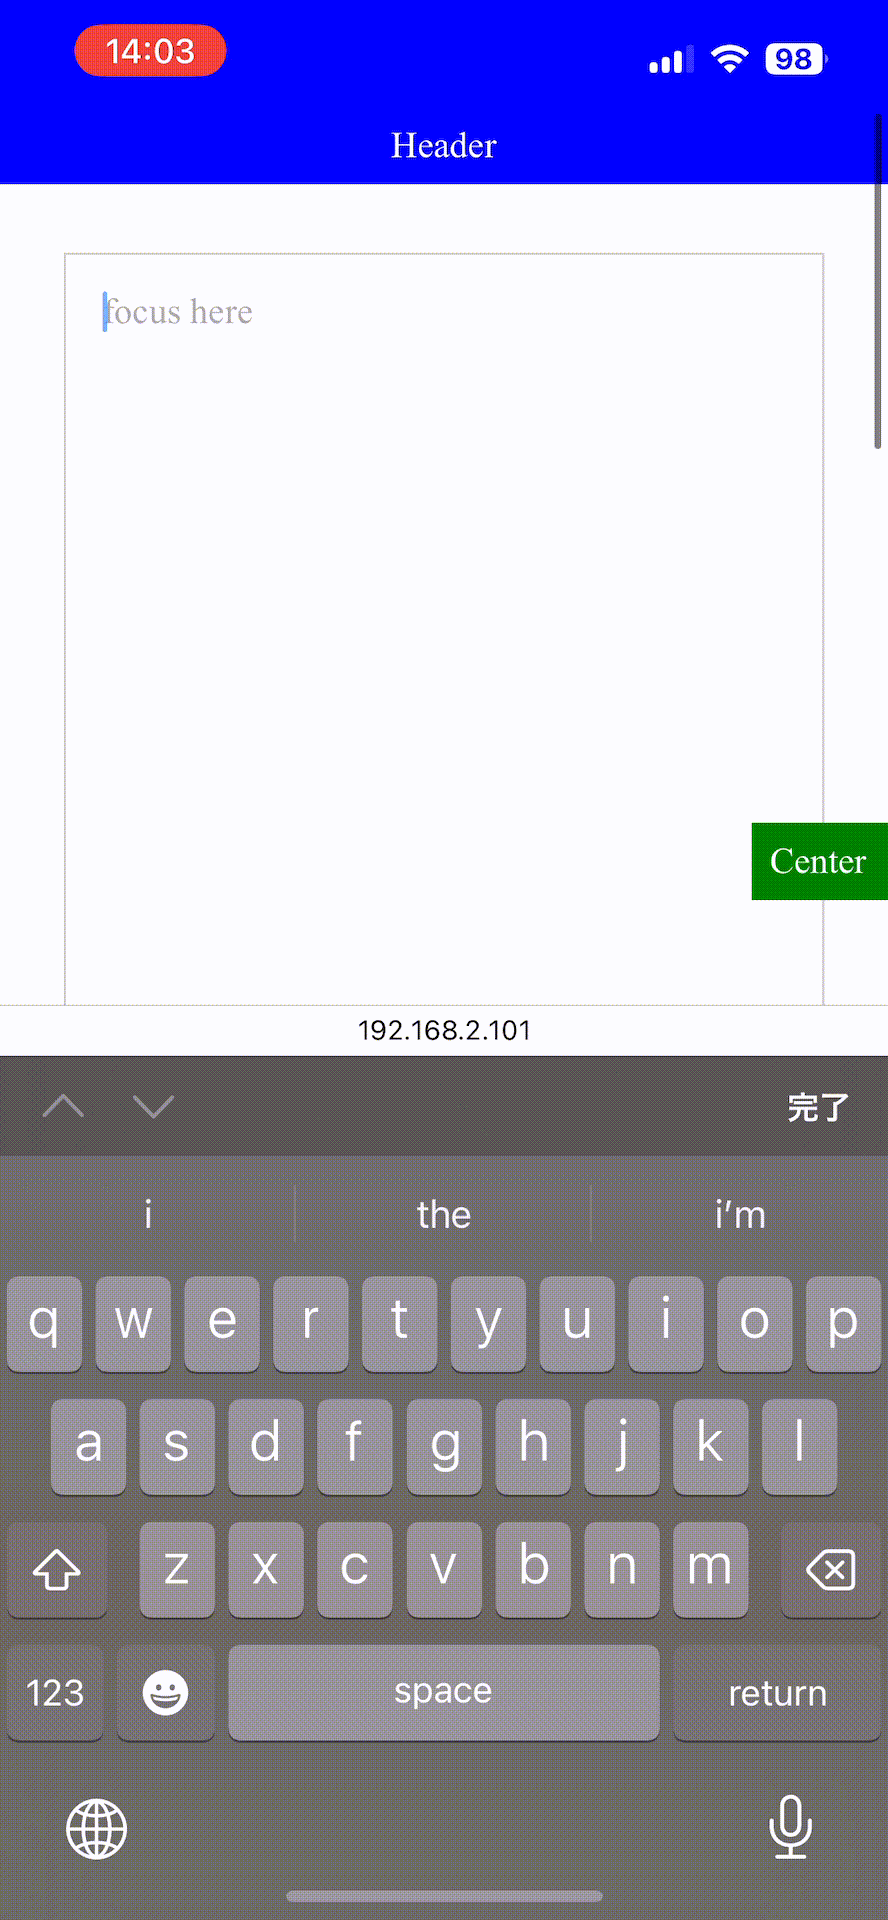 14:03 98
Header
focus here
Center
192.168.2.101
完了
i the i’m
q w e r t y u i o p
a s d f g h j k l
z x c v b n m
123 space return